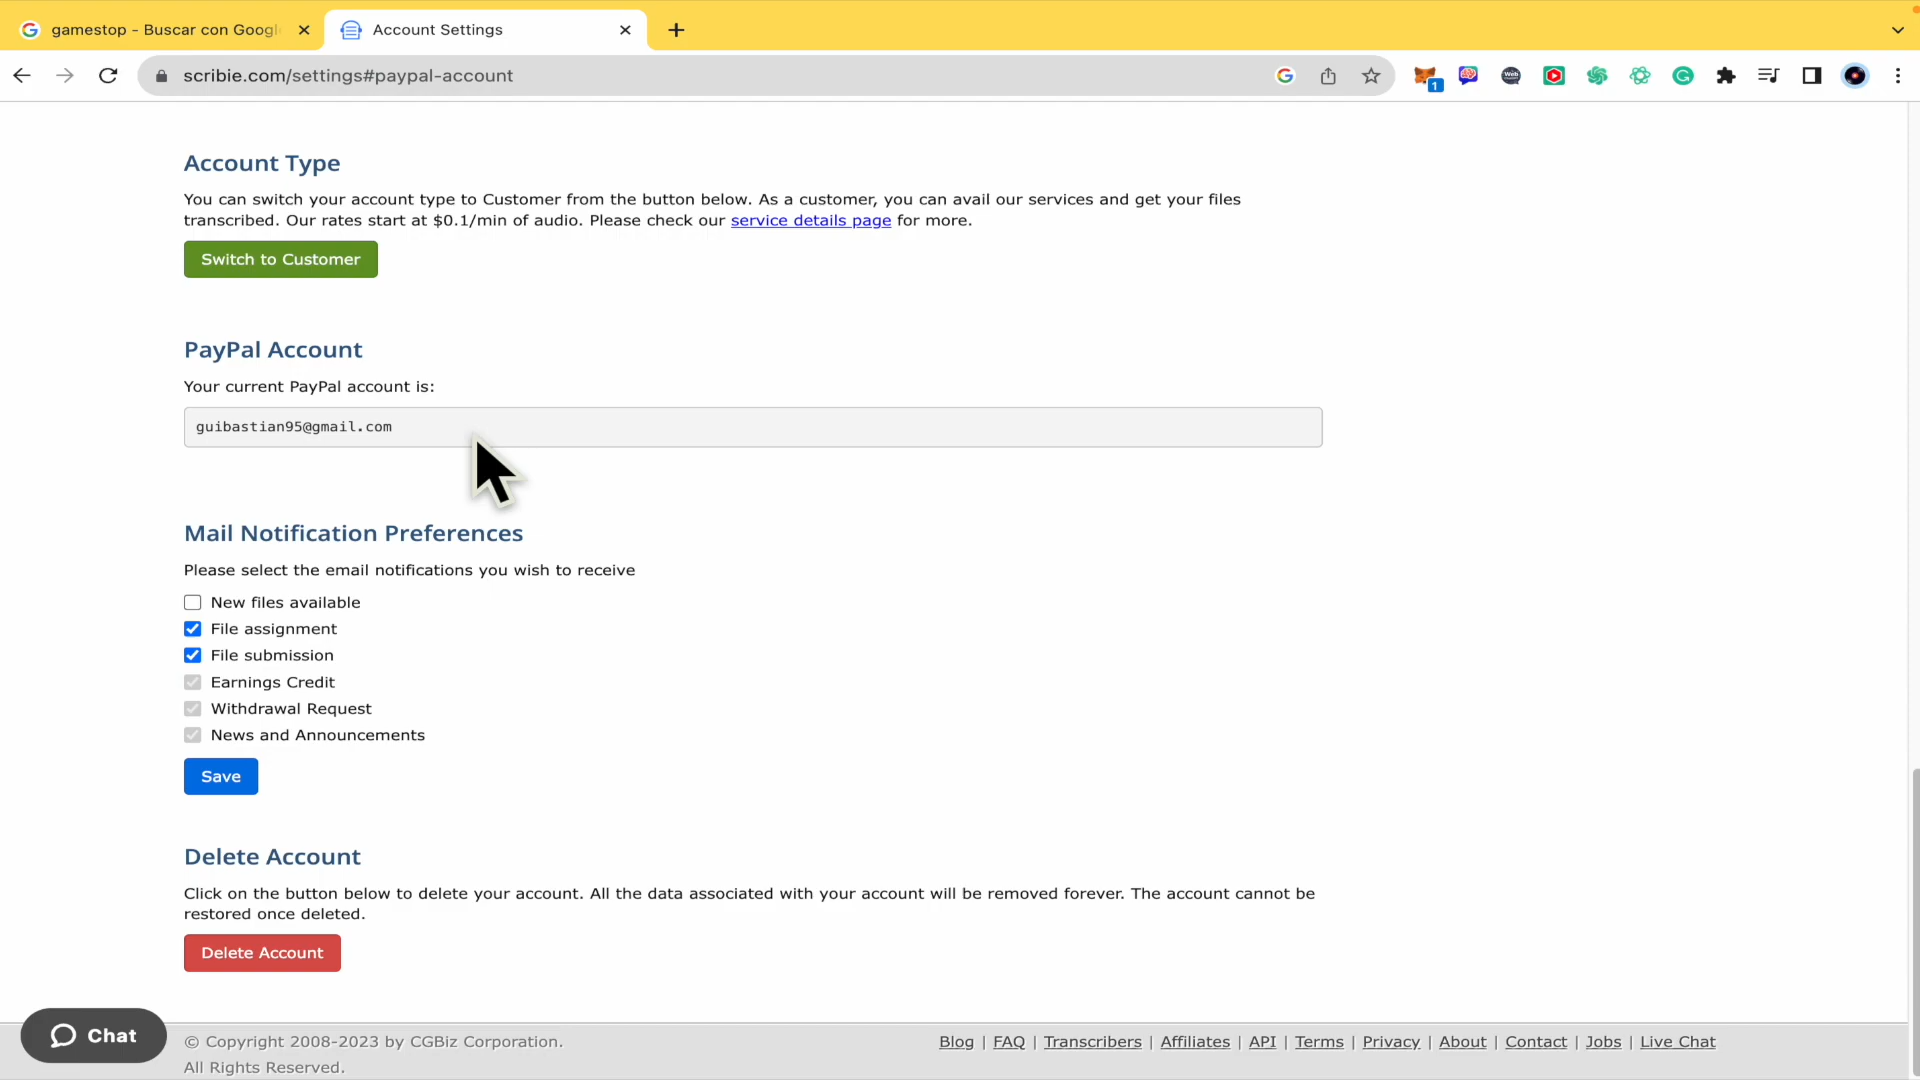 gamestop - Buscar con Googl
Account Settings
scribie.com/settings#paypal-account
1
Account Type
You can switch your account type to Customer from the button below. As a customer, you can avail our services and get your files
transcribed. Our rates start at $0.1/min of audio. Please check our service details page for more.
Switch to Customer
PayPal Account
Your current PayPal account is:
guibastian95@gmail.com
Mail Notification Preferences
Please select the email notifications you wish to receive
New files available
File assignment
File submission
Earnings Credit
Withdrawal Request
News and Announcements
Save
Delete Account
Click on the button below to delete your account. All the data associated with your account will be removed forever. The account cannot be
restored once deleted.
Delete Account
Chat
© Copyright 2008-2023 by CGBiz Corporation.
All Rights Reserved.
Blog | FAQ | Transcribers | Affiliates | API | Terms | Privacy | About | Contact | Jobs | Live Chat